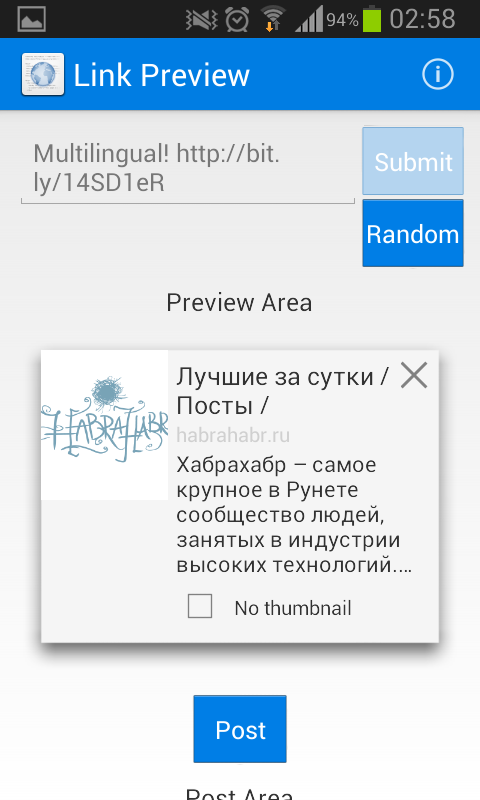 94% 02:58
Link Preview
Multilingual! http://bit.
ly/14SD1eR
Submit
Random
Preview Area
HABRAHABR
Лучшие за сутки /
Посты /
habrahabr.ru
Хабрахабр – самое
крупное в Рунете
сообщество людей,
занятых в индустрии
высоких технологий....
No thumbnail
Post
Post Area